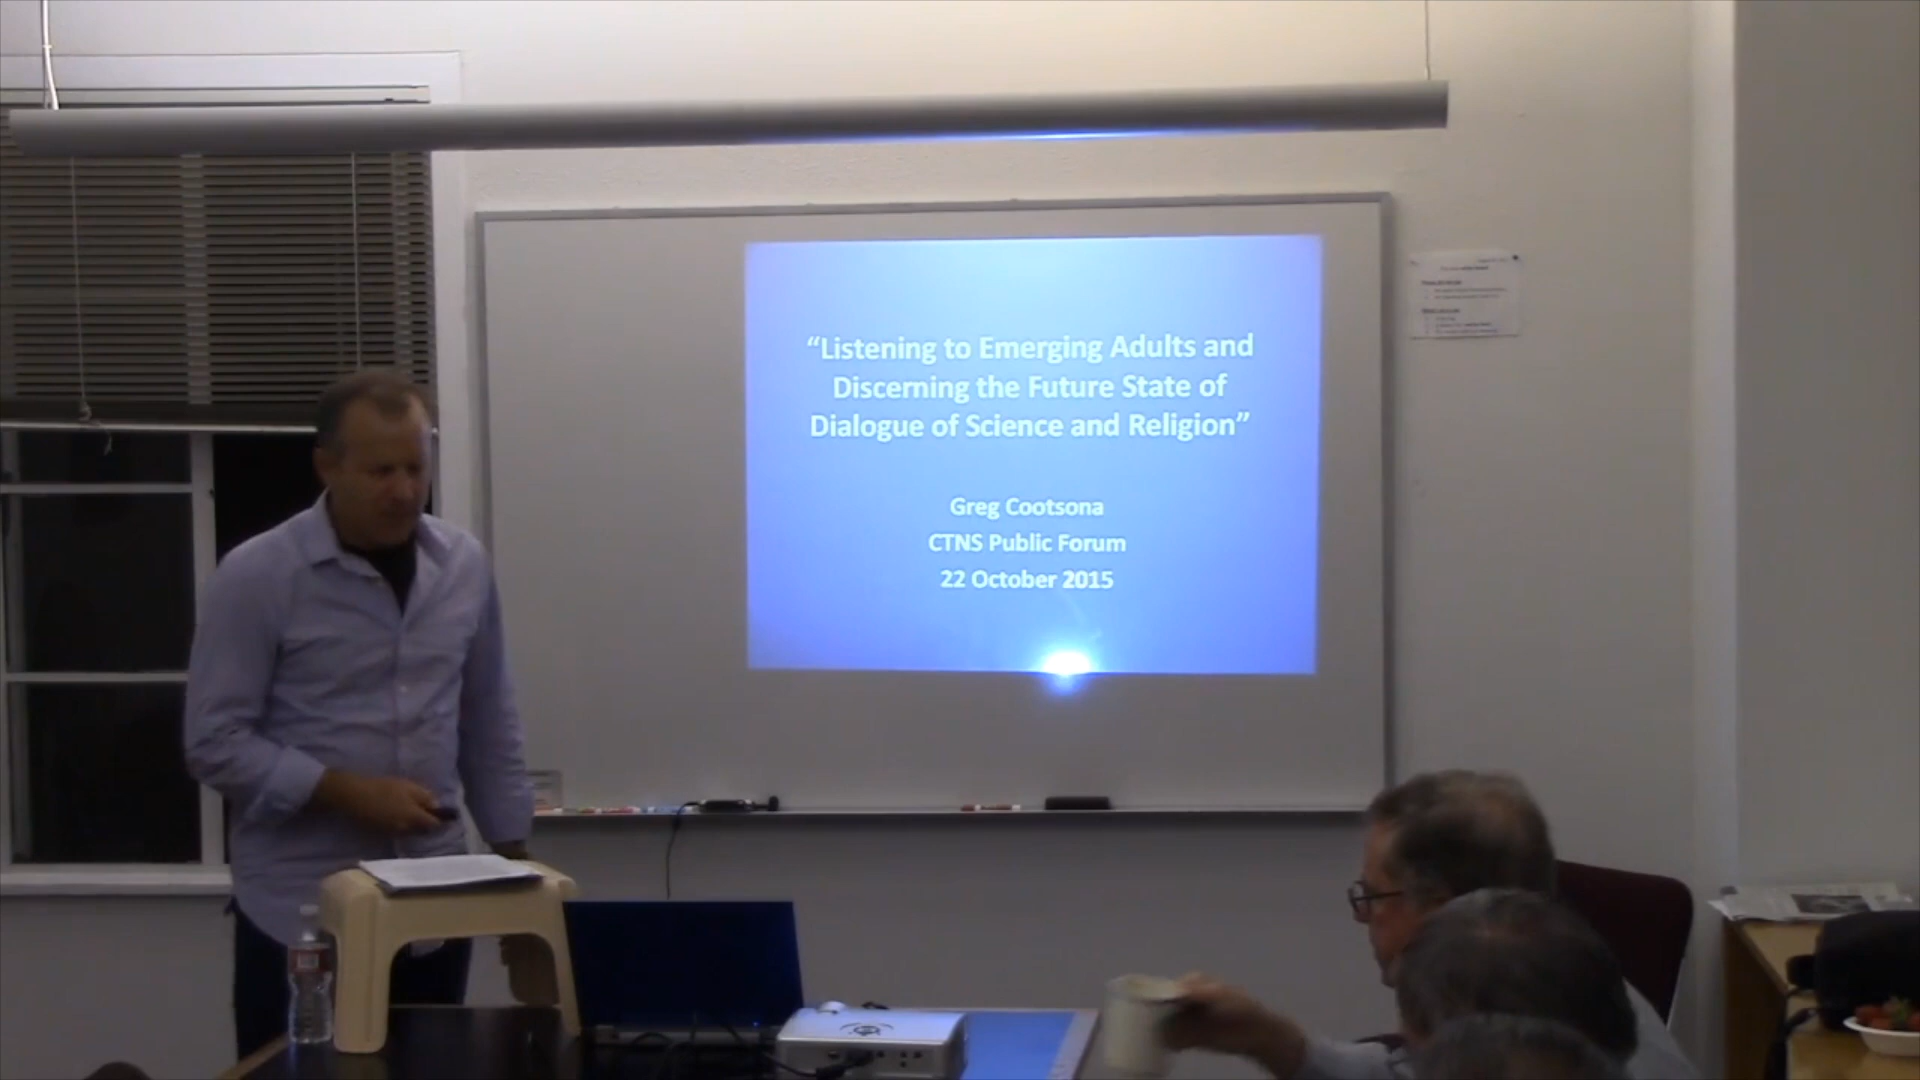 “Listening to Emerging Adults and
Discerning the Future State of
Dialogue of Science and Religion”
Greg Cootsona
CTNS Public Forum
22 October 2015